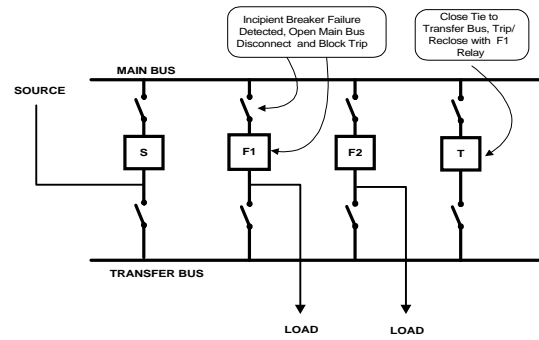 Incipient Breaker Failure
Detected, Open Main Bus
Disconnect and Block Trip
Close Tie to
Transfer Bus, Trip/
Reclose with F1
Relay
MAIN BUS
SOURCE
S
F1
F2
T
TRANSFER BUS
LOAD
LOAD